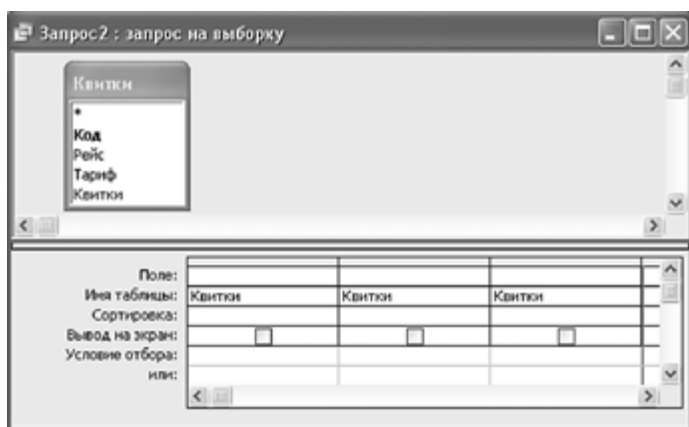 Запрос2 : запрос на выборку
Квитки
*
Код
Рейс
Тариф
Квитки
Поле:
Имя таблицы: Квитки Квитки Квитки
Сортировка:
Вывод на экран:
Условие отбора:
или: